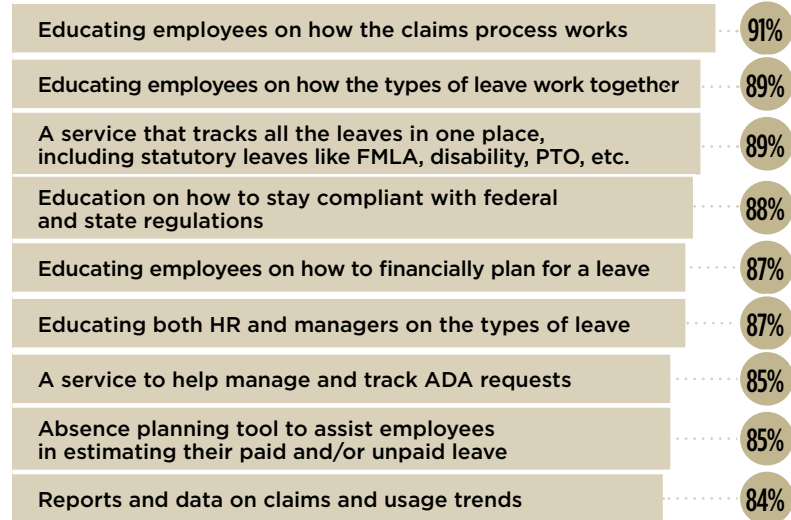 Educating employees on how the claims process works 91%
Educating employees on how the types of leave work together 89%
A service that tracks all the leaves in one place,
including statutory leaves like FMLA, disability, PTO, etc. 89%
Education on how to stay compliant with federal
and state regulations 88%
Educating employees on how to financially plan for a leave 87%
Educating both HR and managers on the types of leave 87%
A service to help manage and track ADA requests 85%
Absence planning tool to assist employees
in estimating their paid and/or unpaid leave 85%
Reports and data on claims and usage trends 84%